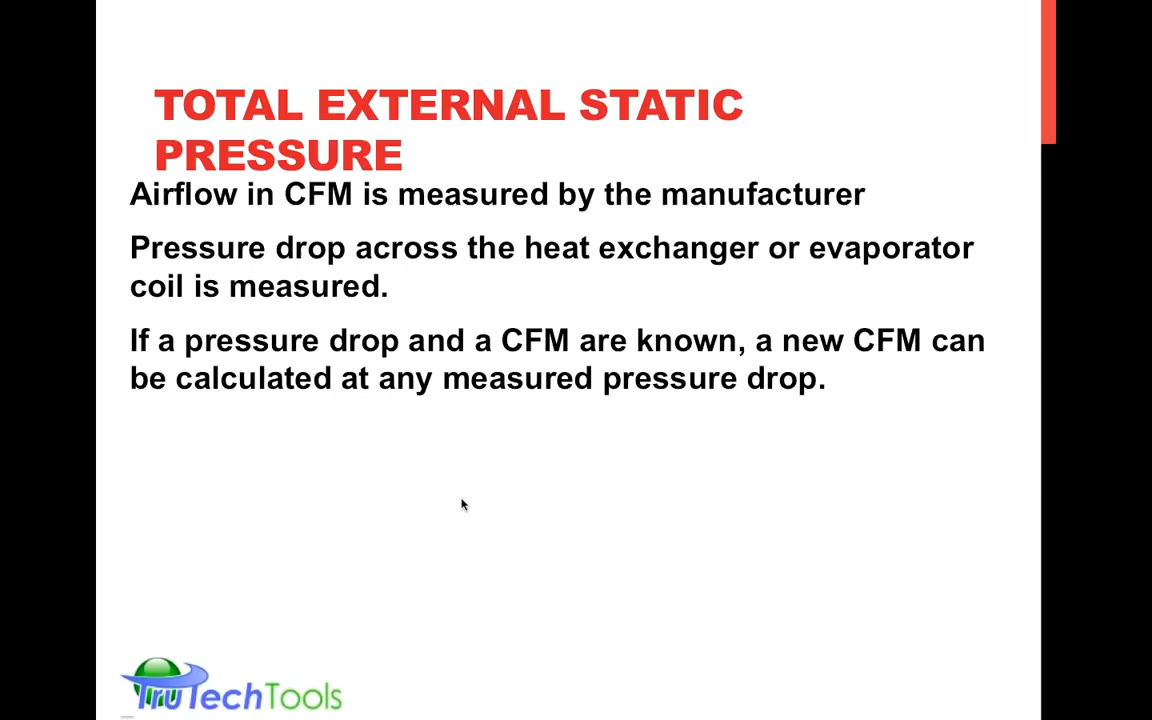 TOTAL EXTERNAL STATIC
PRESSURE
Airflow in CFM is measured by the manufacturer
Pressure drop across the heat exchanger or evaporator
coil is measured.
If a pressure drop and a CFM are known, a new CFM can
be calculated at any measured pressure drop.
TruTechTools